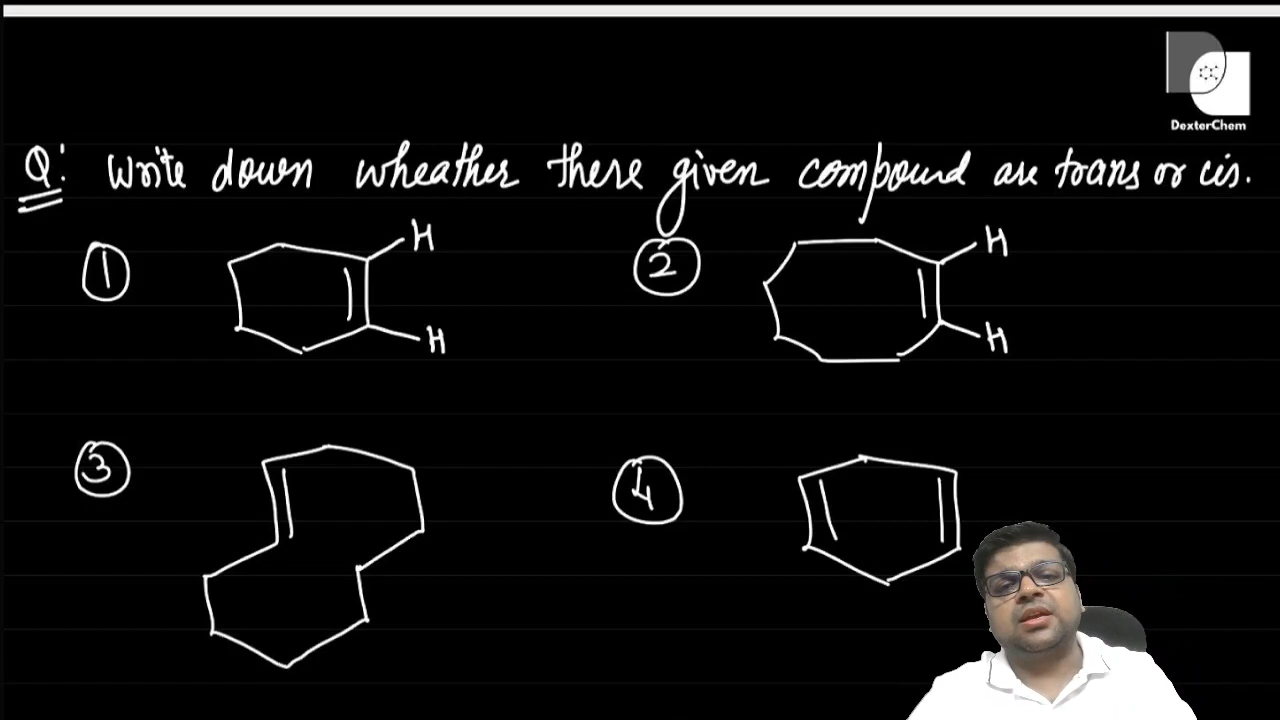 DexterChem
Q: Write down wheather there given compound are trans or cis.
1 H 2 H
H H
3 4